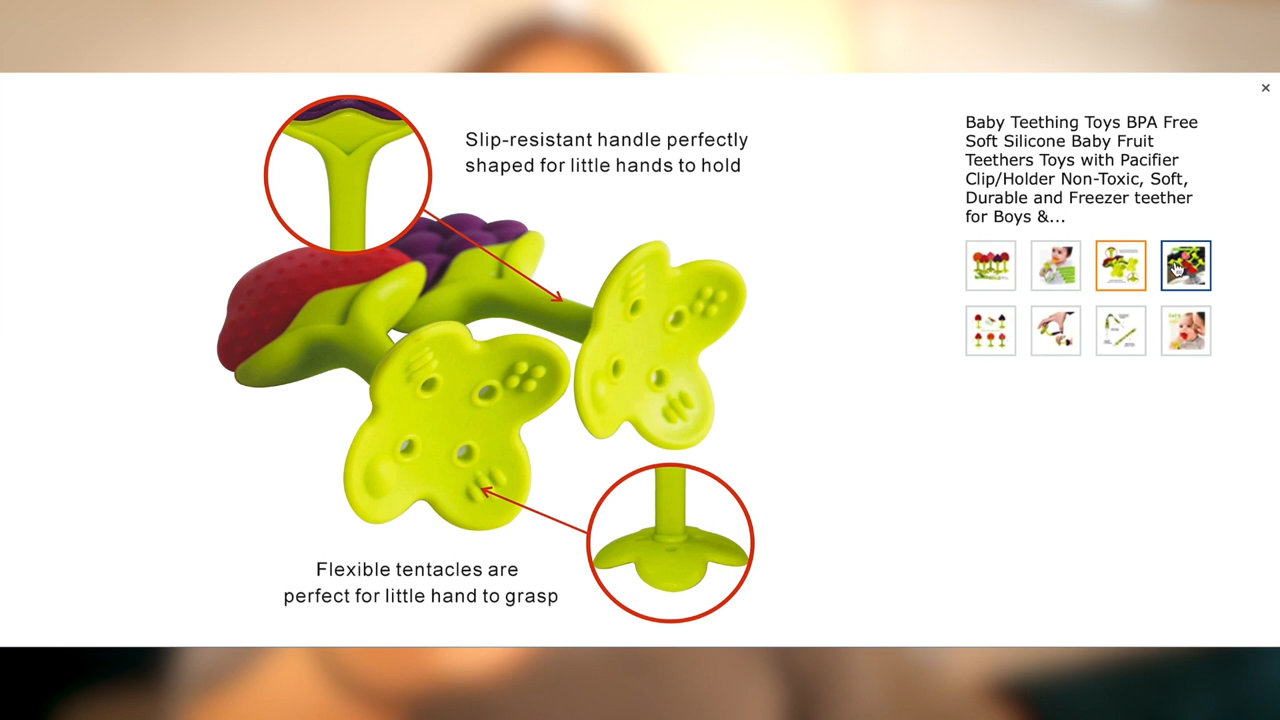 Slip-resistant handle perfectly
shaped for little hands to hold
Flexible tentacles are
perfect for little hand to grasp
×
Baby Teething Toys BPA Free
Soft Silicone Baby Fruit
Teethers Toys with Pacifier
Clip/Holder Non-Toxic, Soft,
Durable and Freezer teether
for Boys &...